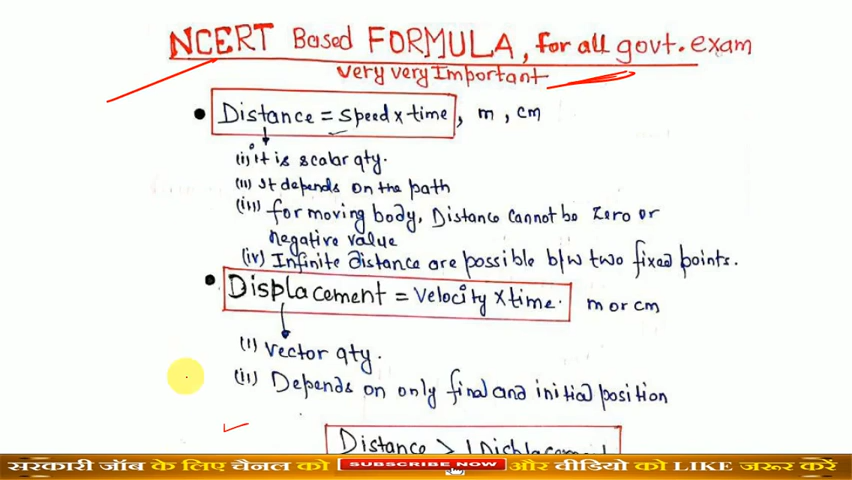 NCERT Based FORMULA, for all govt. exam
very very Important
Distance = speed x time, m, cm
(i) it is scalar qty.
(ii) It depends on the path
(iii) for moving body, Distance cannot be zero or
negative value
(iv) Infinite distance are possible b/w two fixed points.
Displacement = velocity x time. m or cm
(i) vector qty.
(ii) Depends on only final and initial position
Distance >
सरकारी जॉब के लिए चैनल को SUBSCRIBE NOW और वीडियो को LIKE जरूर करें